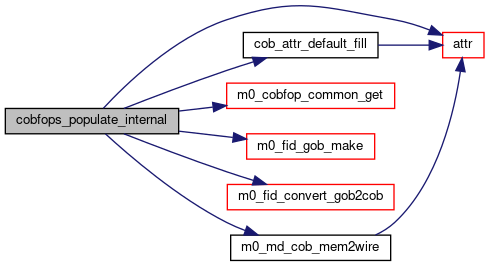 cobfops_populate_internal
cob_attr_default_fill
attr
m0_cobfop_common_get
m0_fid_gob_make
m0_fid_convert_gob2cob
m0_md_cob_mem2wire